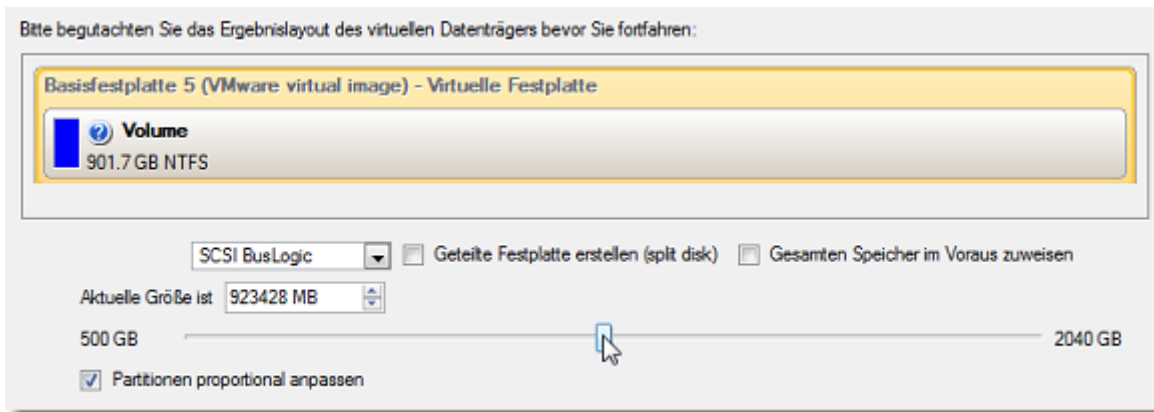 Bitte begutachten Sie das Ergebnislayout des virtuellen Datenträgers bevor Sie fortfahren:
Basisfestplatte 5 (VMware virtual image) - Virtuelle Festplatte
Volume
901.7 GB NTFS
SCSI BusLogic Geteilte Festplatte erstellen (split disk) Gesamten Speicher im Voraus zuweisen
Aktuelle Größe ist 923428 MB
500 GB 2040 GB
Partitionen proportional anpassen